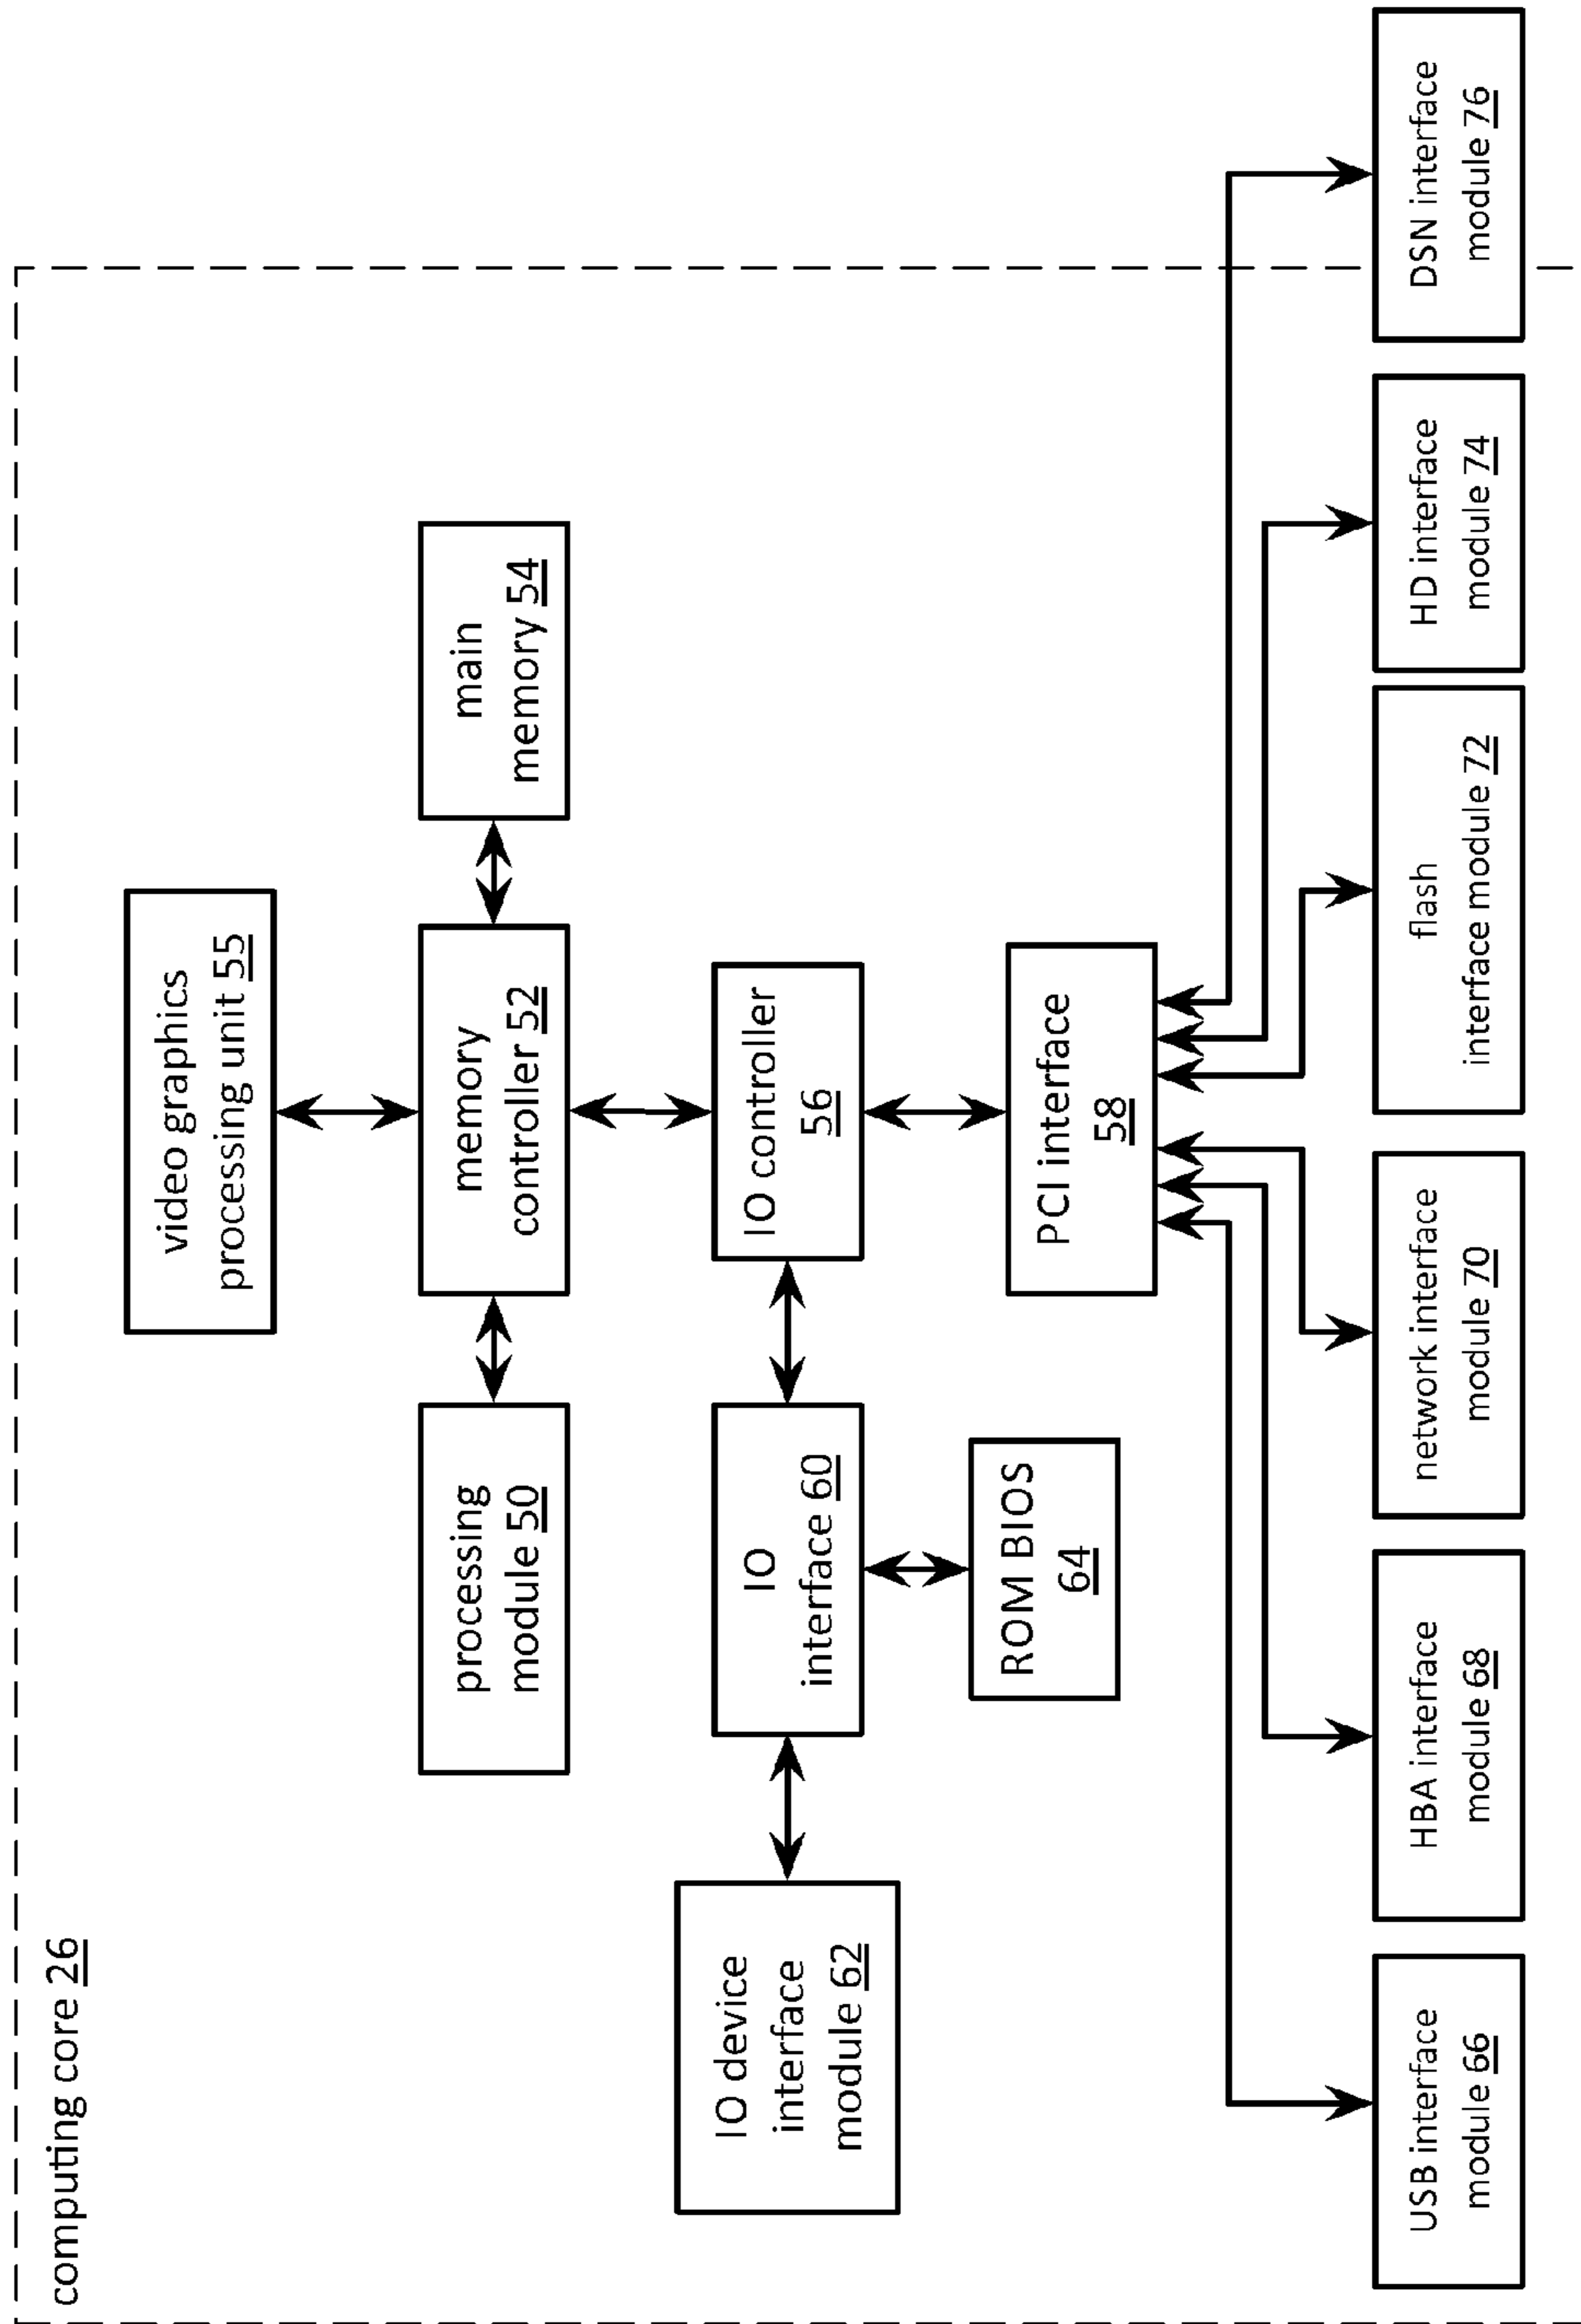 computing core 26
video graphics
processing unit 55
processing
module 50
memory
controller 52
main
memory 54
IO device
interface
module 62
IO
interface 60
IO controller
56
ROM BIOS
64
PCI interface
58
USB interface
module 66
HBA interface
module 68
network interface
module 70
flash
interface module 72
HD interface
module 74
DSN interface
module 76